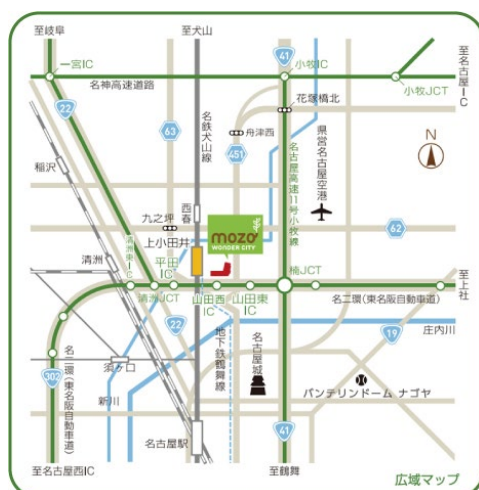 至岐阜
至犬山
一宮IC
41
小牧IC
至名古屋IC
名神高速道路
小牧JCT
22
63
名鉄犬山線
花塚橋北
舟津西
451
県営名古屋空港
N
稲沢
名古屋高速11号小牧線
西春
九之坪
62
mozo
WONDER CITY
上小田井
清洲
清洲東IC
平田
IC
楠JCT
至上社
清洲JCT
山田西
IC
山田東
IC
名二環(東名阪自動車道)
22
庄内川
19
302
名二環(東名阪自動車道)
須ケ口
地下鉄鶴舞線
名古屋城
バンテリンドーム ナゴヤ
新川
41
名古屋駅
至名古屋西IC
至鶴舞
広域マップ